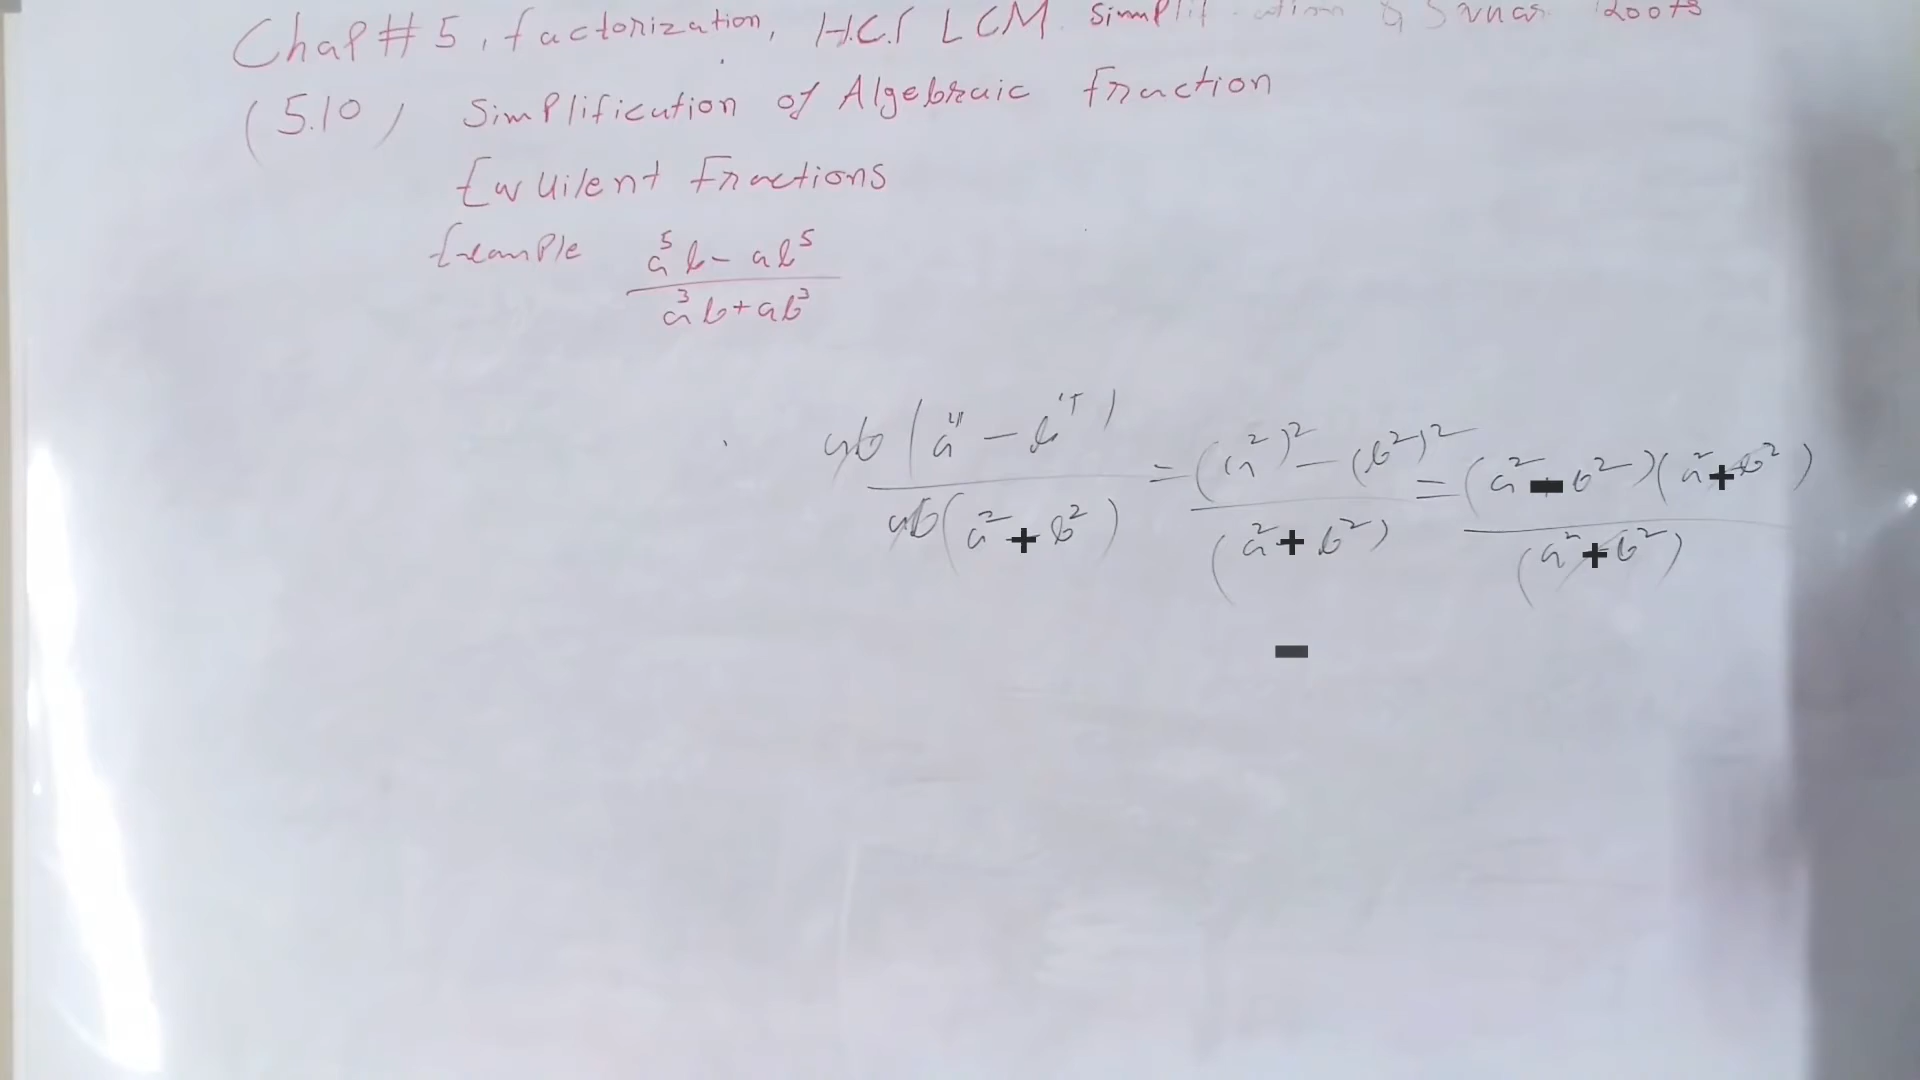 Chap # 5, factorization, H.C.F LCM Simplification & Roots
(5.10) Simplification of Algebraic Fraction
Equilent Fractions
Example (a⁵b - ab⁵)/(a³b + ab³)
ab(a⁴ - b⁴)/ab(a² + b²) = (a²)² - (b²)²/(a² + b²) = (a² - b²)(a² + b²)/(a² + b²)
-